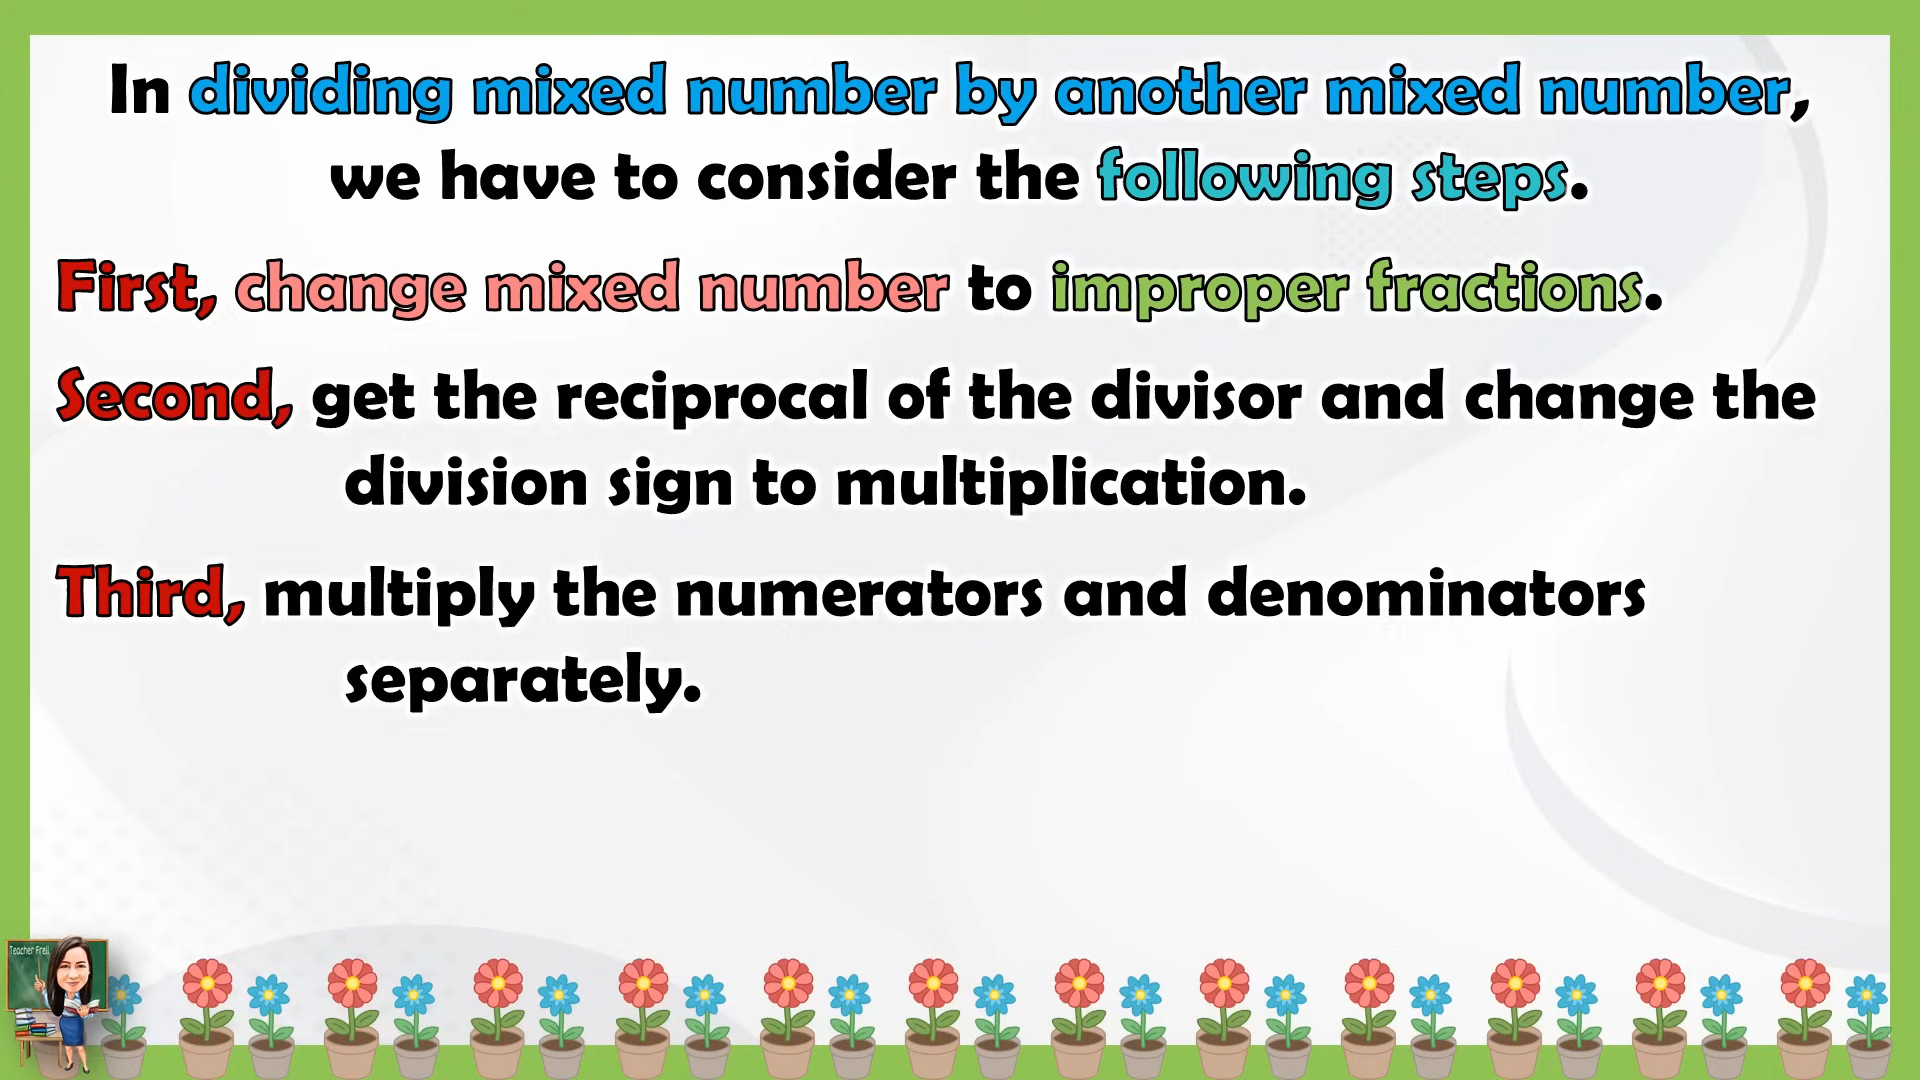 In dividing mixed number by another mixed number,
we have to consider the following steps.
First, change mixed number to improper fractions.
Second, get the reciprocal of the divisor and change the
division sign to multiplication.
Third, multiply the numerators and denominators
separately.
Teacher Frell